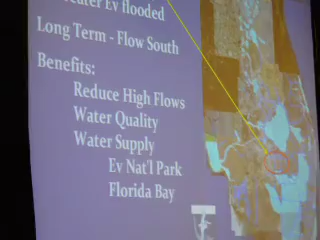 Ev flooded
Long Term - Flow South
Benefits:
Reduce High Flows
Water Quality
Water Supply
Ev Nat'l Park
Florida Bay